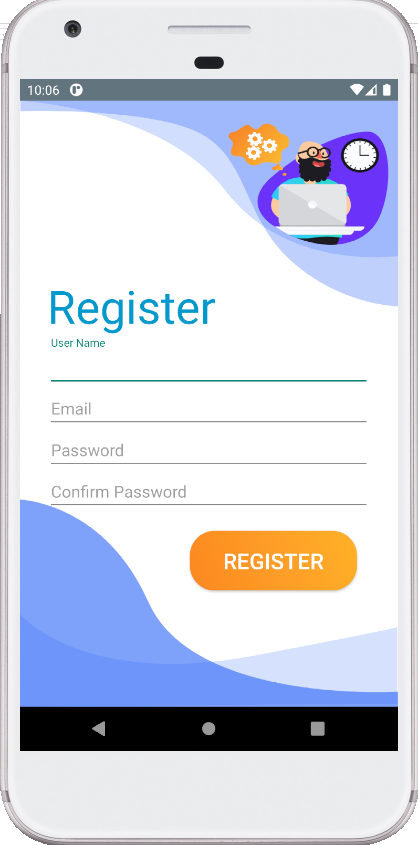 10:06
Register
User Name
Email
Password
Confirm Password
REGISTER